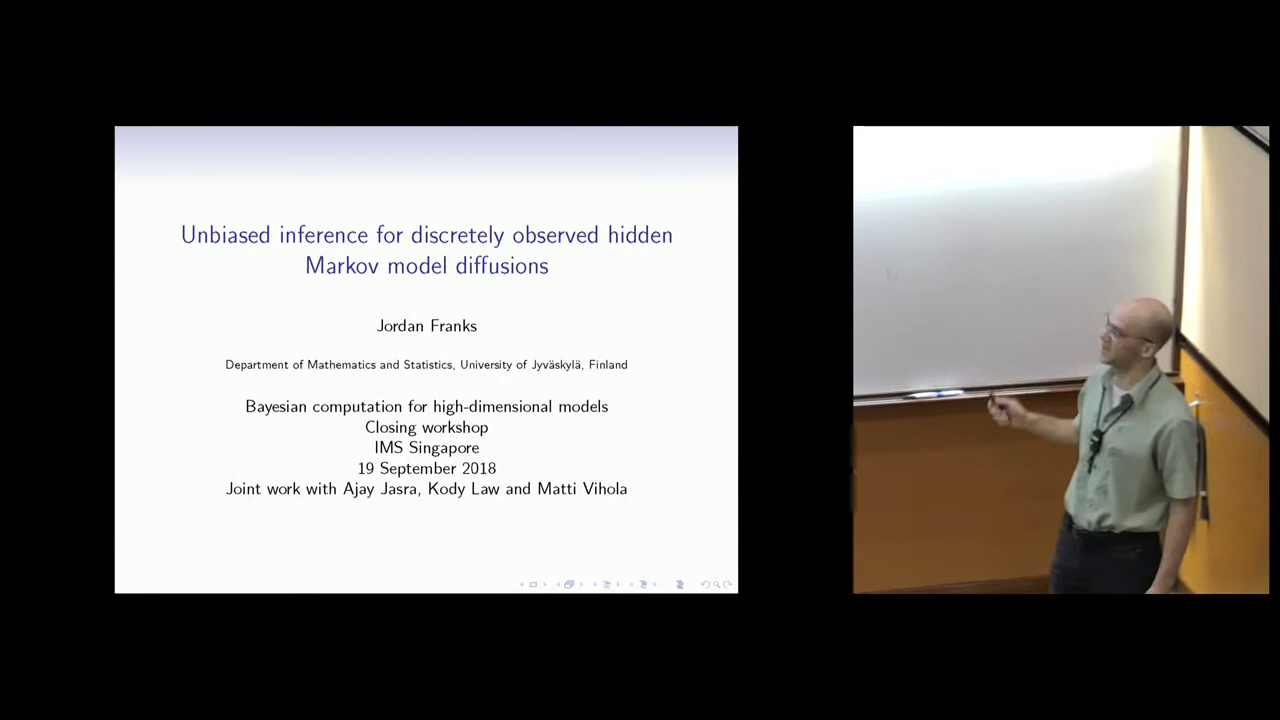 Unbiased inference for discretely observed hidden
Markov model diffusions
Jordan Franks
Department of Mathematics and Statistics, University of Jyväskylä, Finland
Bayesian computation for high-dimensional models
Closing workshop
IMS Singapore
19 September 2018
Joint work with Ajay Jasra, Kody Law and Matti Vihola